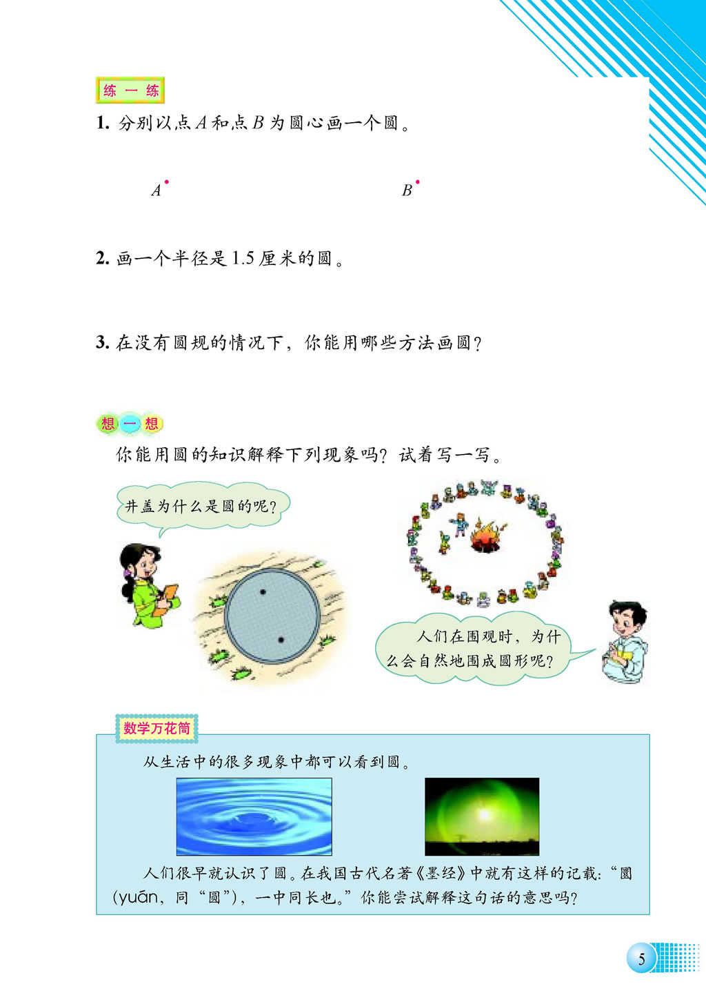 练一练
1. 分别以点A和点B为圆心画一个圆。
A B
2. 画一个半径是1.5厘米的圆。
3. 在没有圆规的情况下，你能用哪些方法画圆？
想一想
你能用圆的知识解释下列现象吗？试着写一写。
井盖为什么是圆的呢？
人们在围观时，为什
么会自然地围成圆形呢？
数学万花筒
从生活中的很多现象中都可以看到圆。
人们很早就认识了圆。在我国古代名著《墨经》中就有这样的记载：“圜
(yuán，同“圆”)，一中同长也。”你能尝试解释这句话的意思吗？
5